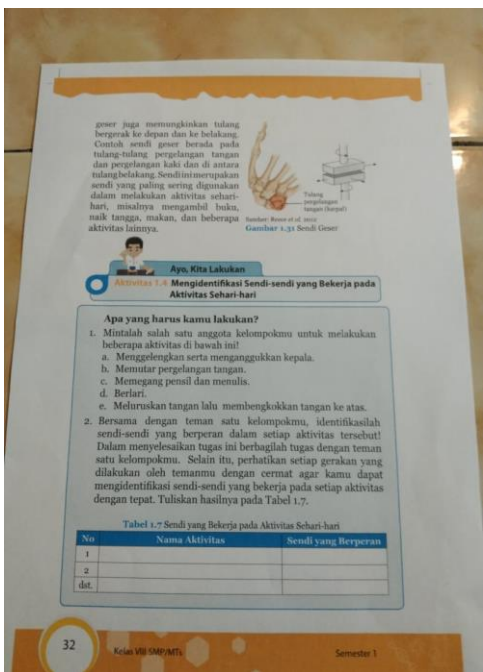 geser juga memungkinkan tulang
bergerak ke depan dan ke belakang.
Contoh sendi geser berada pada
tulang-tulang pergelangan tangan
dan pergelangan kaki dan di antara
tulang belakang. Sendi ini merupakan
sendi yang paling sering digunakan
dalam melakukan aktivitas sehari-
hari, misalnya mengambil buku,
naik tangga, makan, dan beberapa
aktivitas lainnya.
Tulang
pergelangan
tangan (karpal)
Sumber: Reece et al. 2012
Gambar 1.31 Sendi Geser
Ayo, Kita Lakukan
Aktivitas 1.4 Mengidentifikasi Sendi-sendi yang Bekerja pada
Aktivitas Sehari-hari
Apa yang harus kamu lakukan?
1. Mintalah salah satu anggota kelompokmu untuk melakukan
beberapa aktivitas di bawah ini!
a. Menggelengkan serta menganggukkan kepala.
b. Memutar pergelangan tangan.
c. Memegang pensil dan menulis.
d. Berlari.
e. Meluruskan tangan lalu membengkokkan tangan ke atas.
2. Bersama dengan teman satu kelompokmu, identifikasilah
sendi-sendi yang berperan dalam setiap aktivitas tersebut!
Dalam menyelesaikan tugas ini berbagilah tugas dengan teman
satu kelompokmu. Selain itu, perhatikan setiap gerakan yang
dilakukan oleh temanmu dengan cermat agar kamu dapat
mengidentifikasi sendi-sendi yang bekerja pada setiap aktivitas
dengan tepat. Tuliskan hasilnya pada Tabel 1.7.
Tabel 1.7 Sendi yang Bekerja pada Aktivitas Sehari-hari
No Nama Aktivitas Sendi yang Berperan
1
2
dst.
32 Kelas VIII SMP/MTs Semester 1